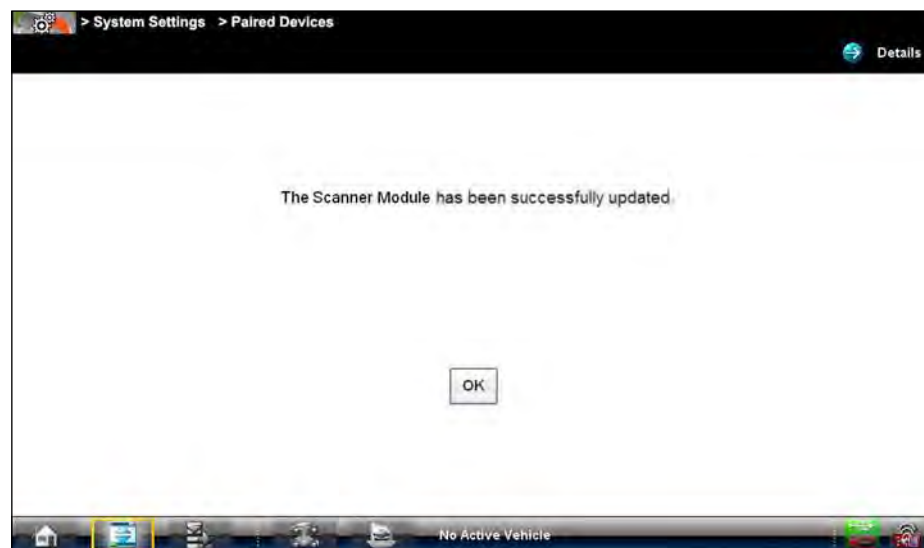 > System Settings > Paired Devices
Details
The Scanner Module has been successfully updated.
OK
No Active Vehicle